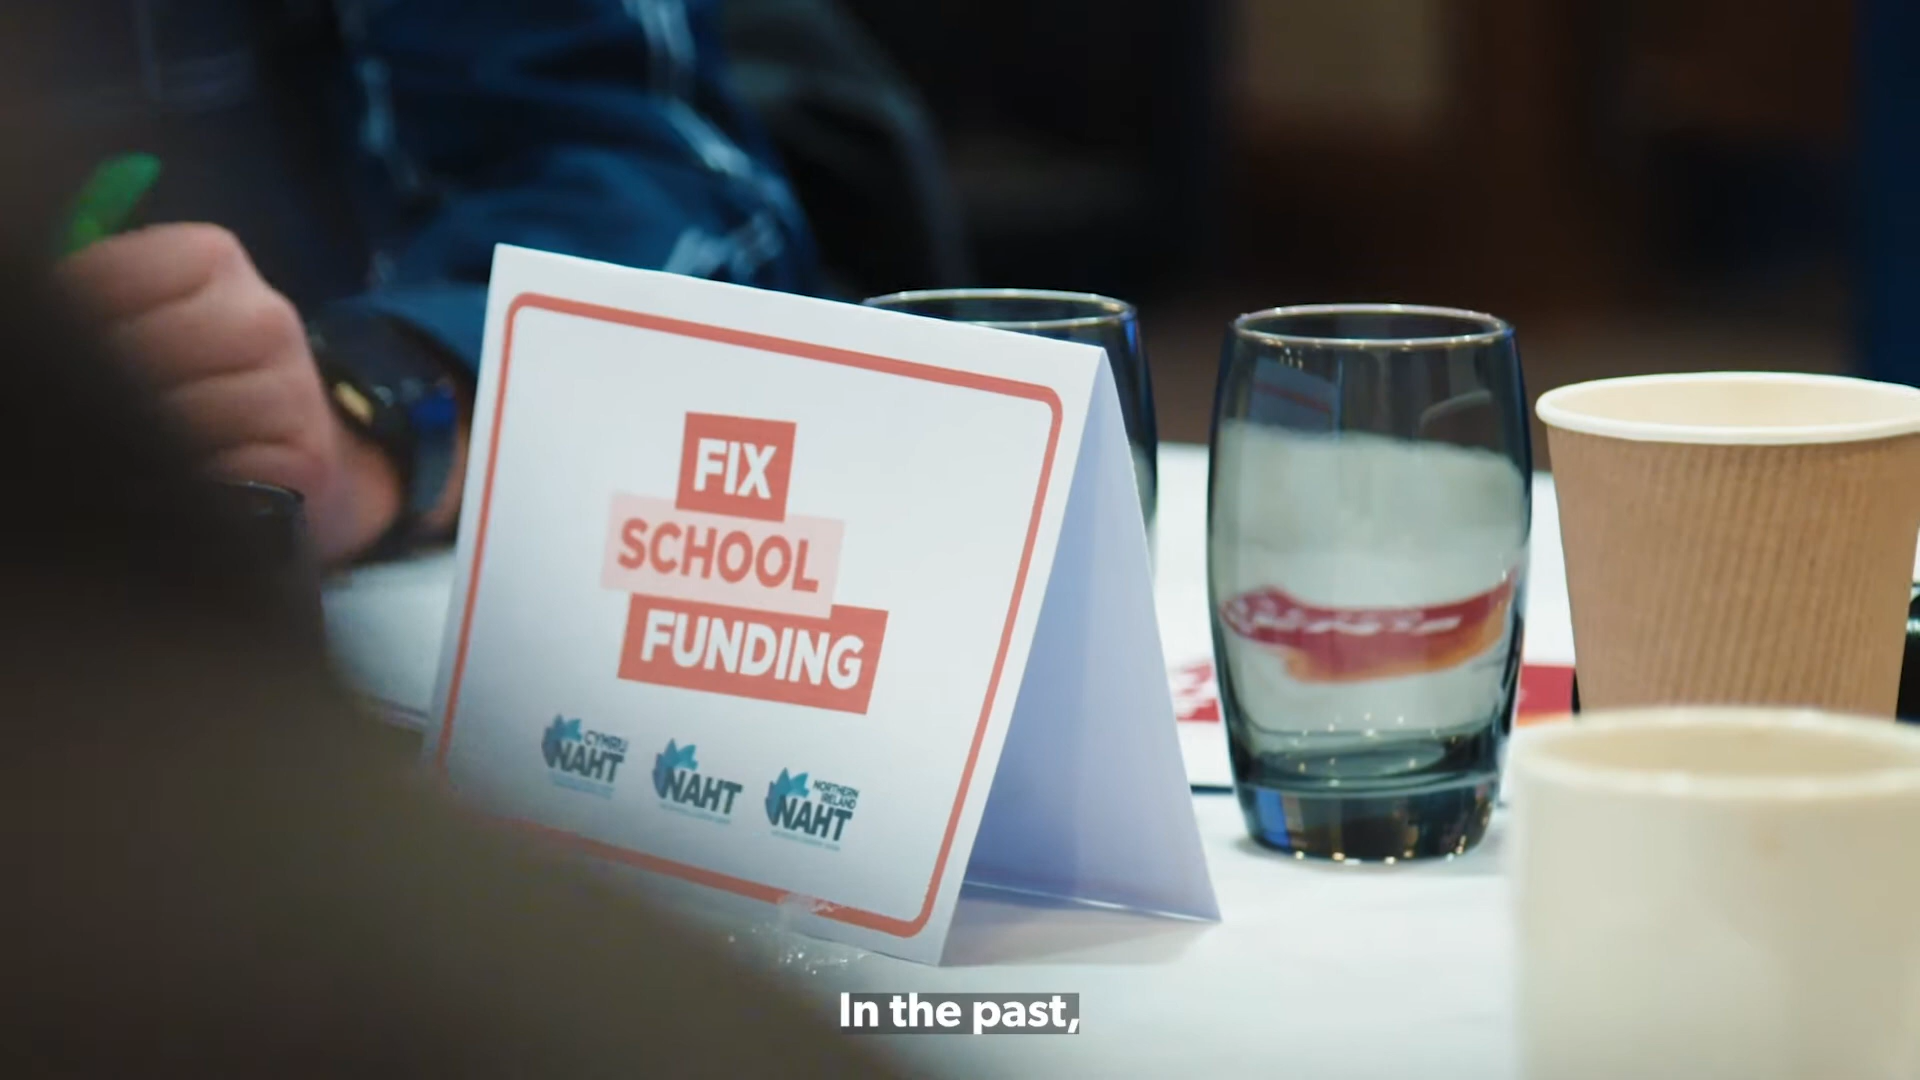 FIX
SCHOOL
FUNDING
CYMRU
NAHT
NAHT
NORTHERN
IRELAND
NAHT
In the past,